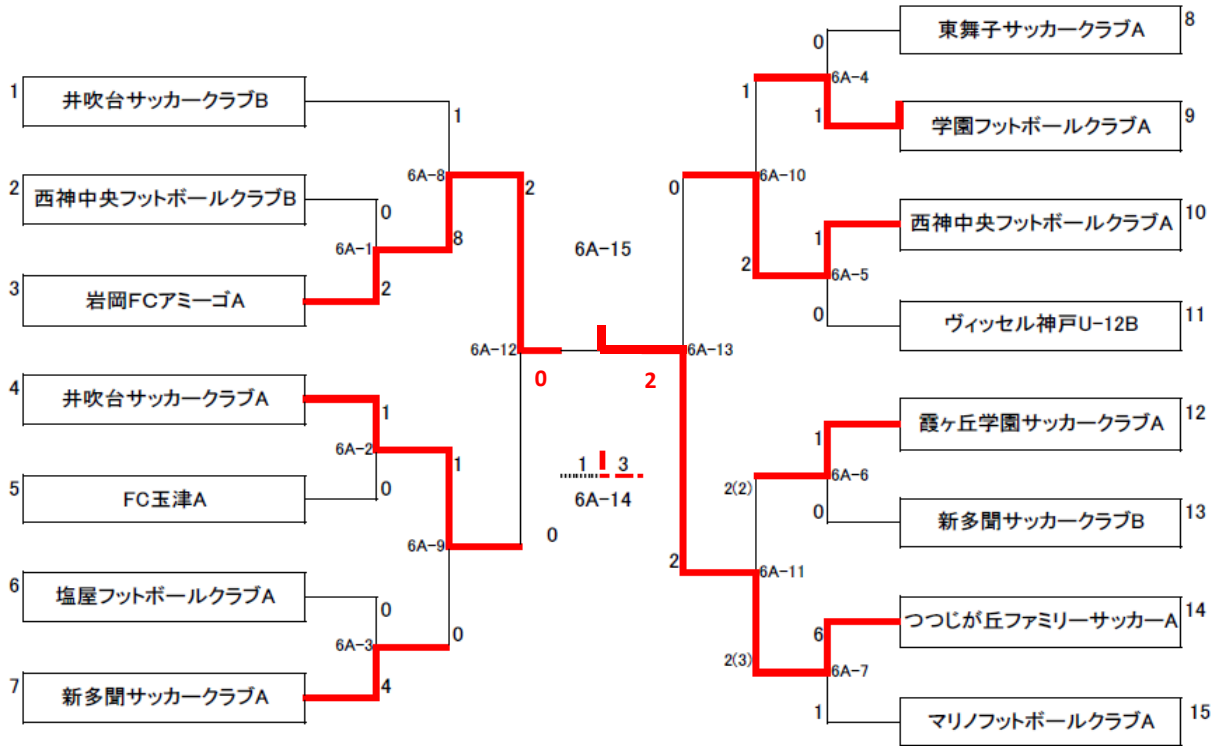 1
井吹台サッカークラブB
1
2
西神中央フットボールクラブB
0
6A-1
6A-8
2
8
3
岩岡FCアミーゴA
2
6A-12
0
4
井吹台サッカークラブA
1
6A-2
1
5
FC玉津A
0
6A-9
0
6
塩屋フットボールクラブA
0
6A-3
0
7
新多聞サッカークラブA
4
6A-15
2
1 3
6A-14
東舞子サッカークラブA
8
0
6A-4
1
1
学園フットボールクラブA
9
0
6A-10
西神中央フットボールクラブA
10
1
2
6A-5
0
ヴィッセル神戸U-12B
11
6A-13
霞ヶ丘学園サッカークラブA
12
1
2(2)
6A-6
0
新多聞サッカークラブB
13
2
6A-11
つつじが丘ファミリーサッカーA
14
6
2(3)
6A-7
1
マリノフットボールクラブA
15